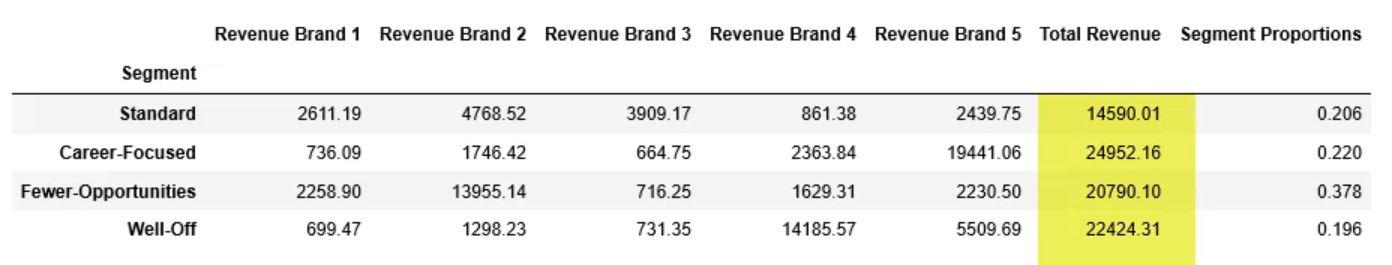 Revenue Brand 1 Revenue Brand 2 Revenue Brand 3 Revenue Brand 4 Revenue Brand 5 Total Revenue Segment Proportions
Segment
Standard 2611.19 4768.52 3909.17 861.38 2439.75 14590.01 0.206
Career-Focused 736.09 1746.42 664.75 2363.84 19441.06 24952.16 0.220
Fewer-Opportunities 2258.90 13955.14 716.25 1629.31 2230.50 20790.10 0.378
Well-Off 699.47 1298.23 731.35 14185.57 5509.69 22424.31 0.196